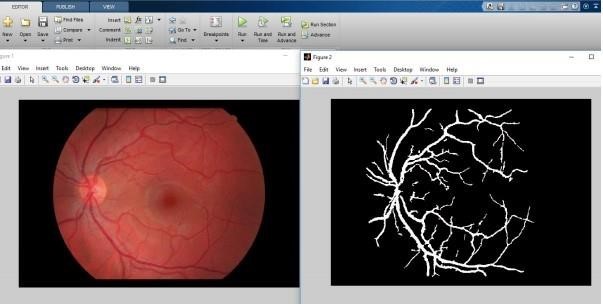 EDITOR PUBLISH VIEW
New Open Save
Find Files
Compare
Print
Insert
Comment
Indent
Go To
Find
Breakpoints
Run
Run and Time
Run and Advance
Run Section
Advance
Edit View Insert Tools Desktop Window Help
Figure 2
File Edit View Insert Tools Desktop Window Help